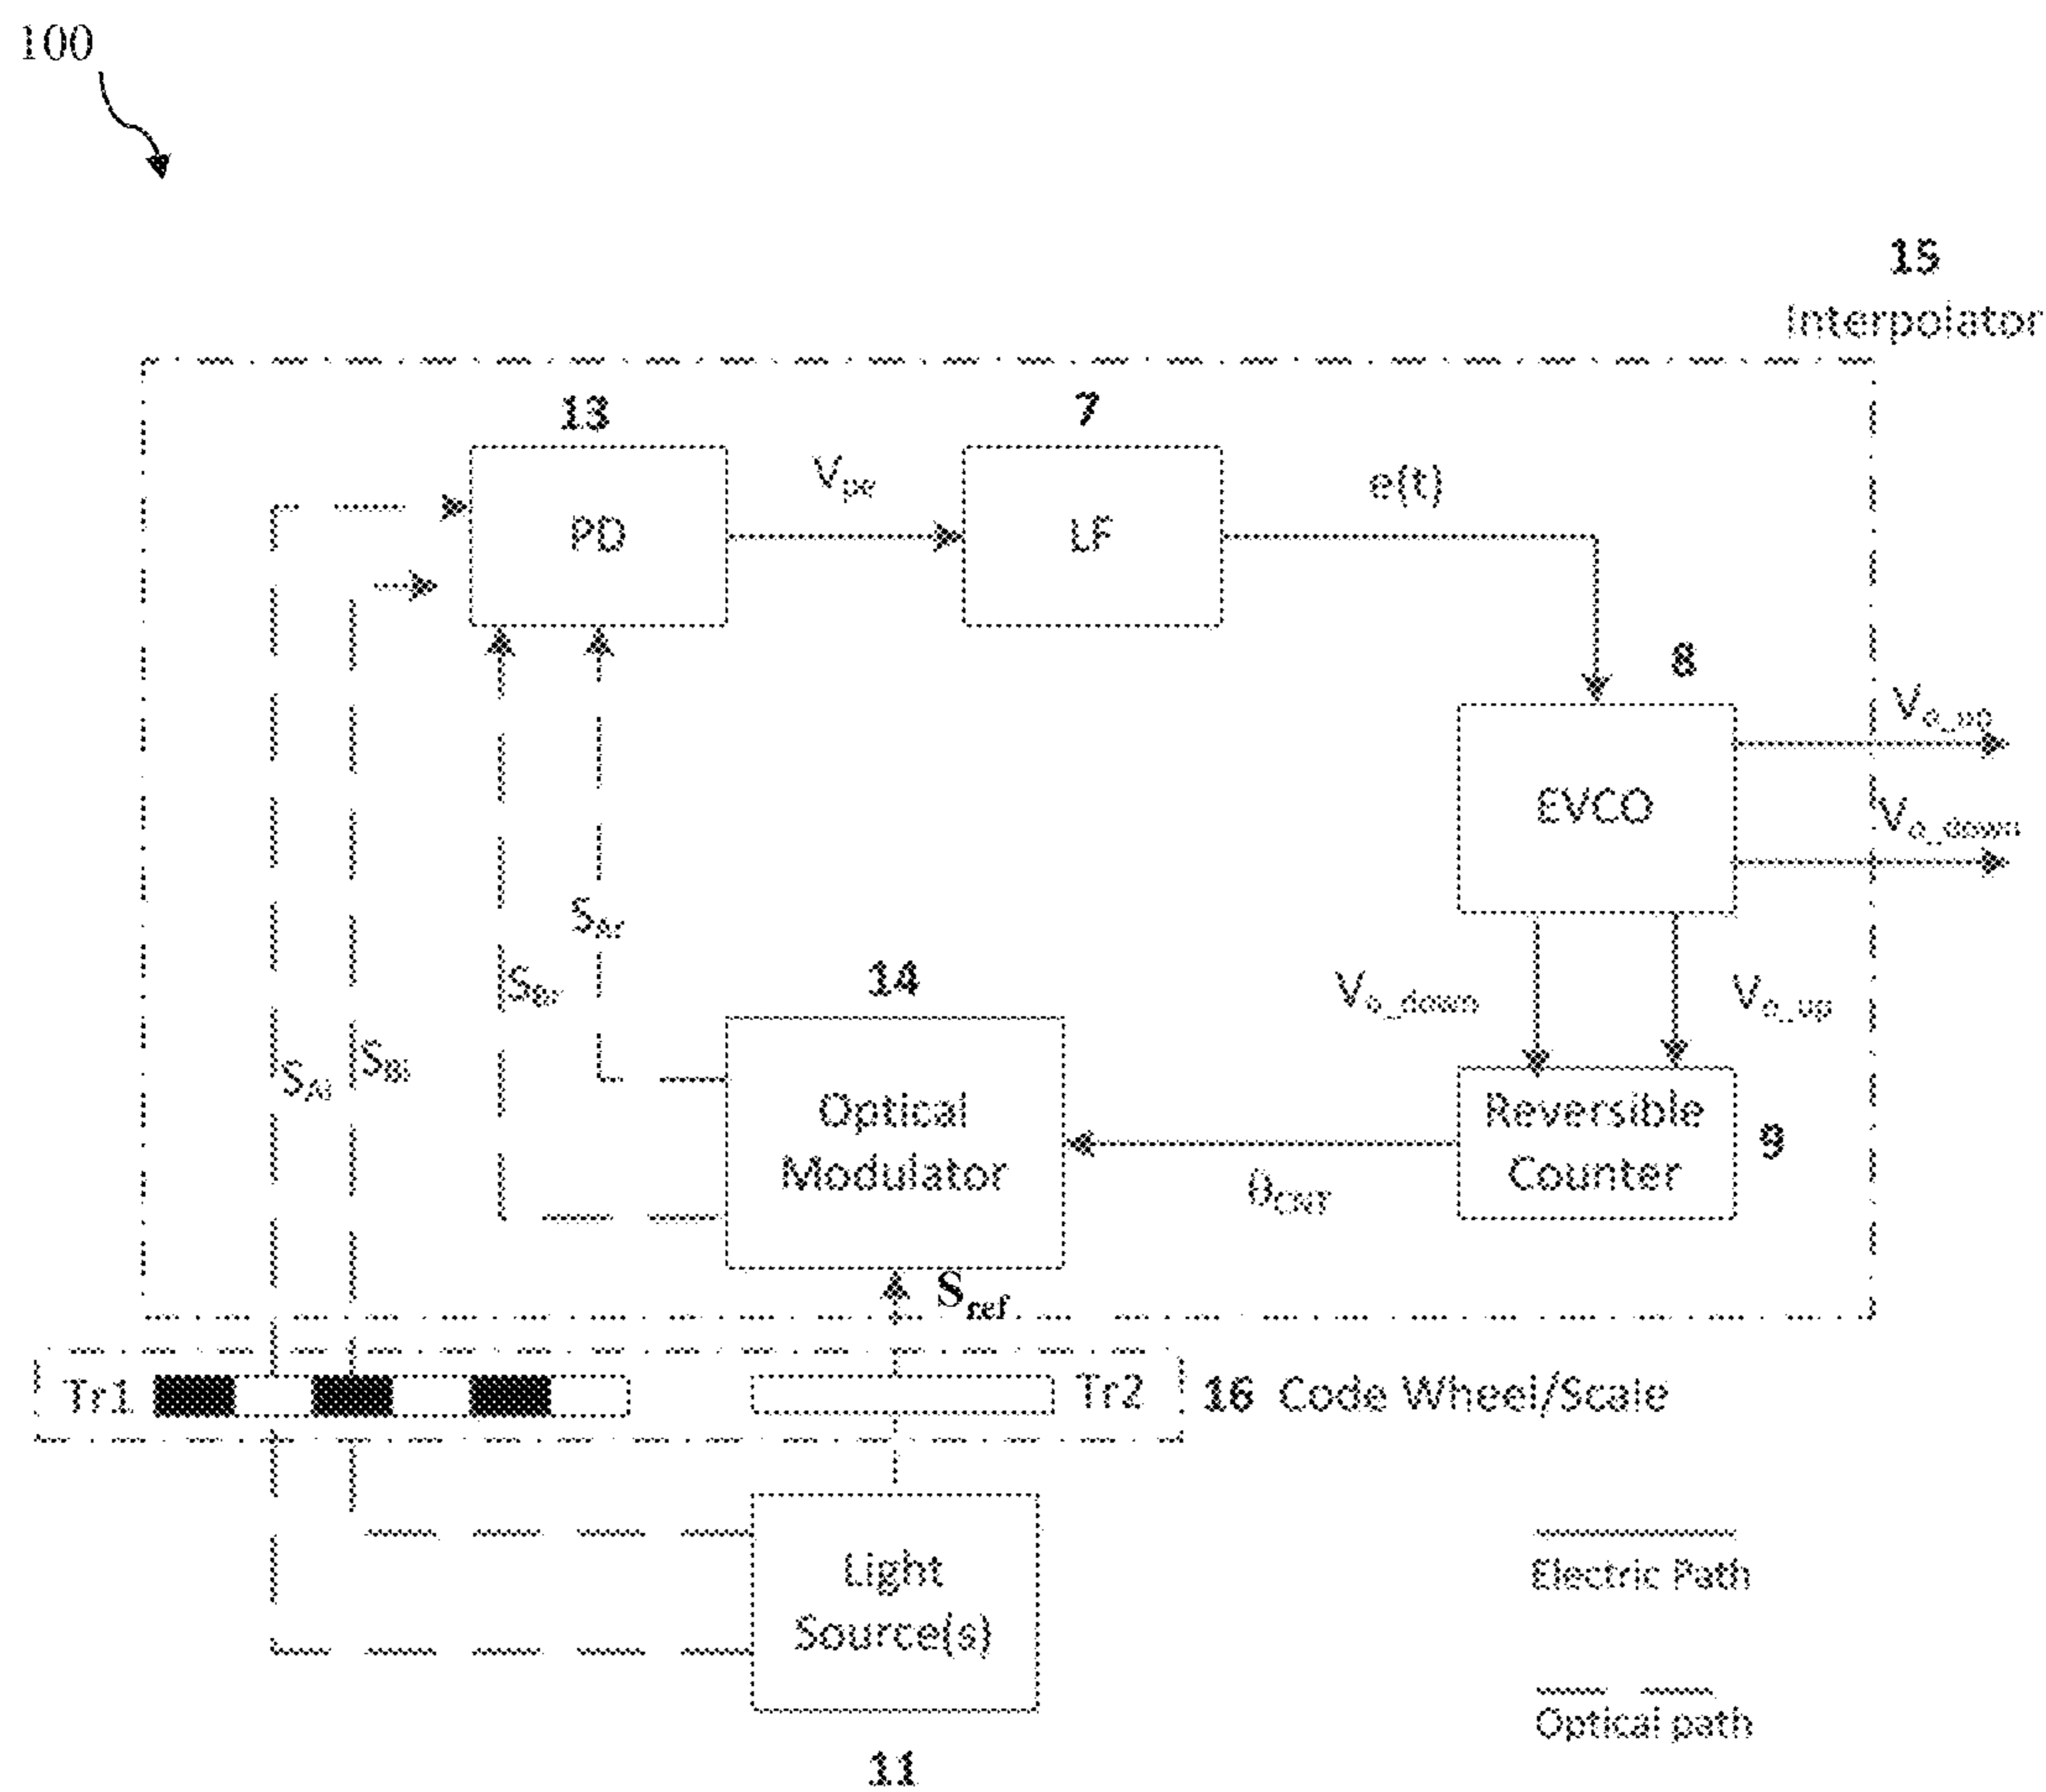 100
15
Interpolator
13
7
V_pe
e(t)
PD
LF
8
V_o_up
EVCO
V_o_down
S_Ar
14
S_Br
V_o_down
V_o_up
S_Ai
S_Bi
Optical
Modulator
Reversible
Counter
9
θ_CNT
S_ref
Tr1
Tr2
16 Code Wheel/Scale
Light
Source(s)
Electric Path
Optical path
11